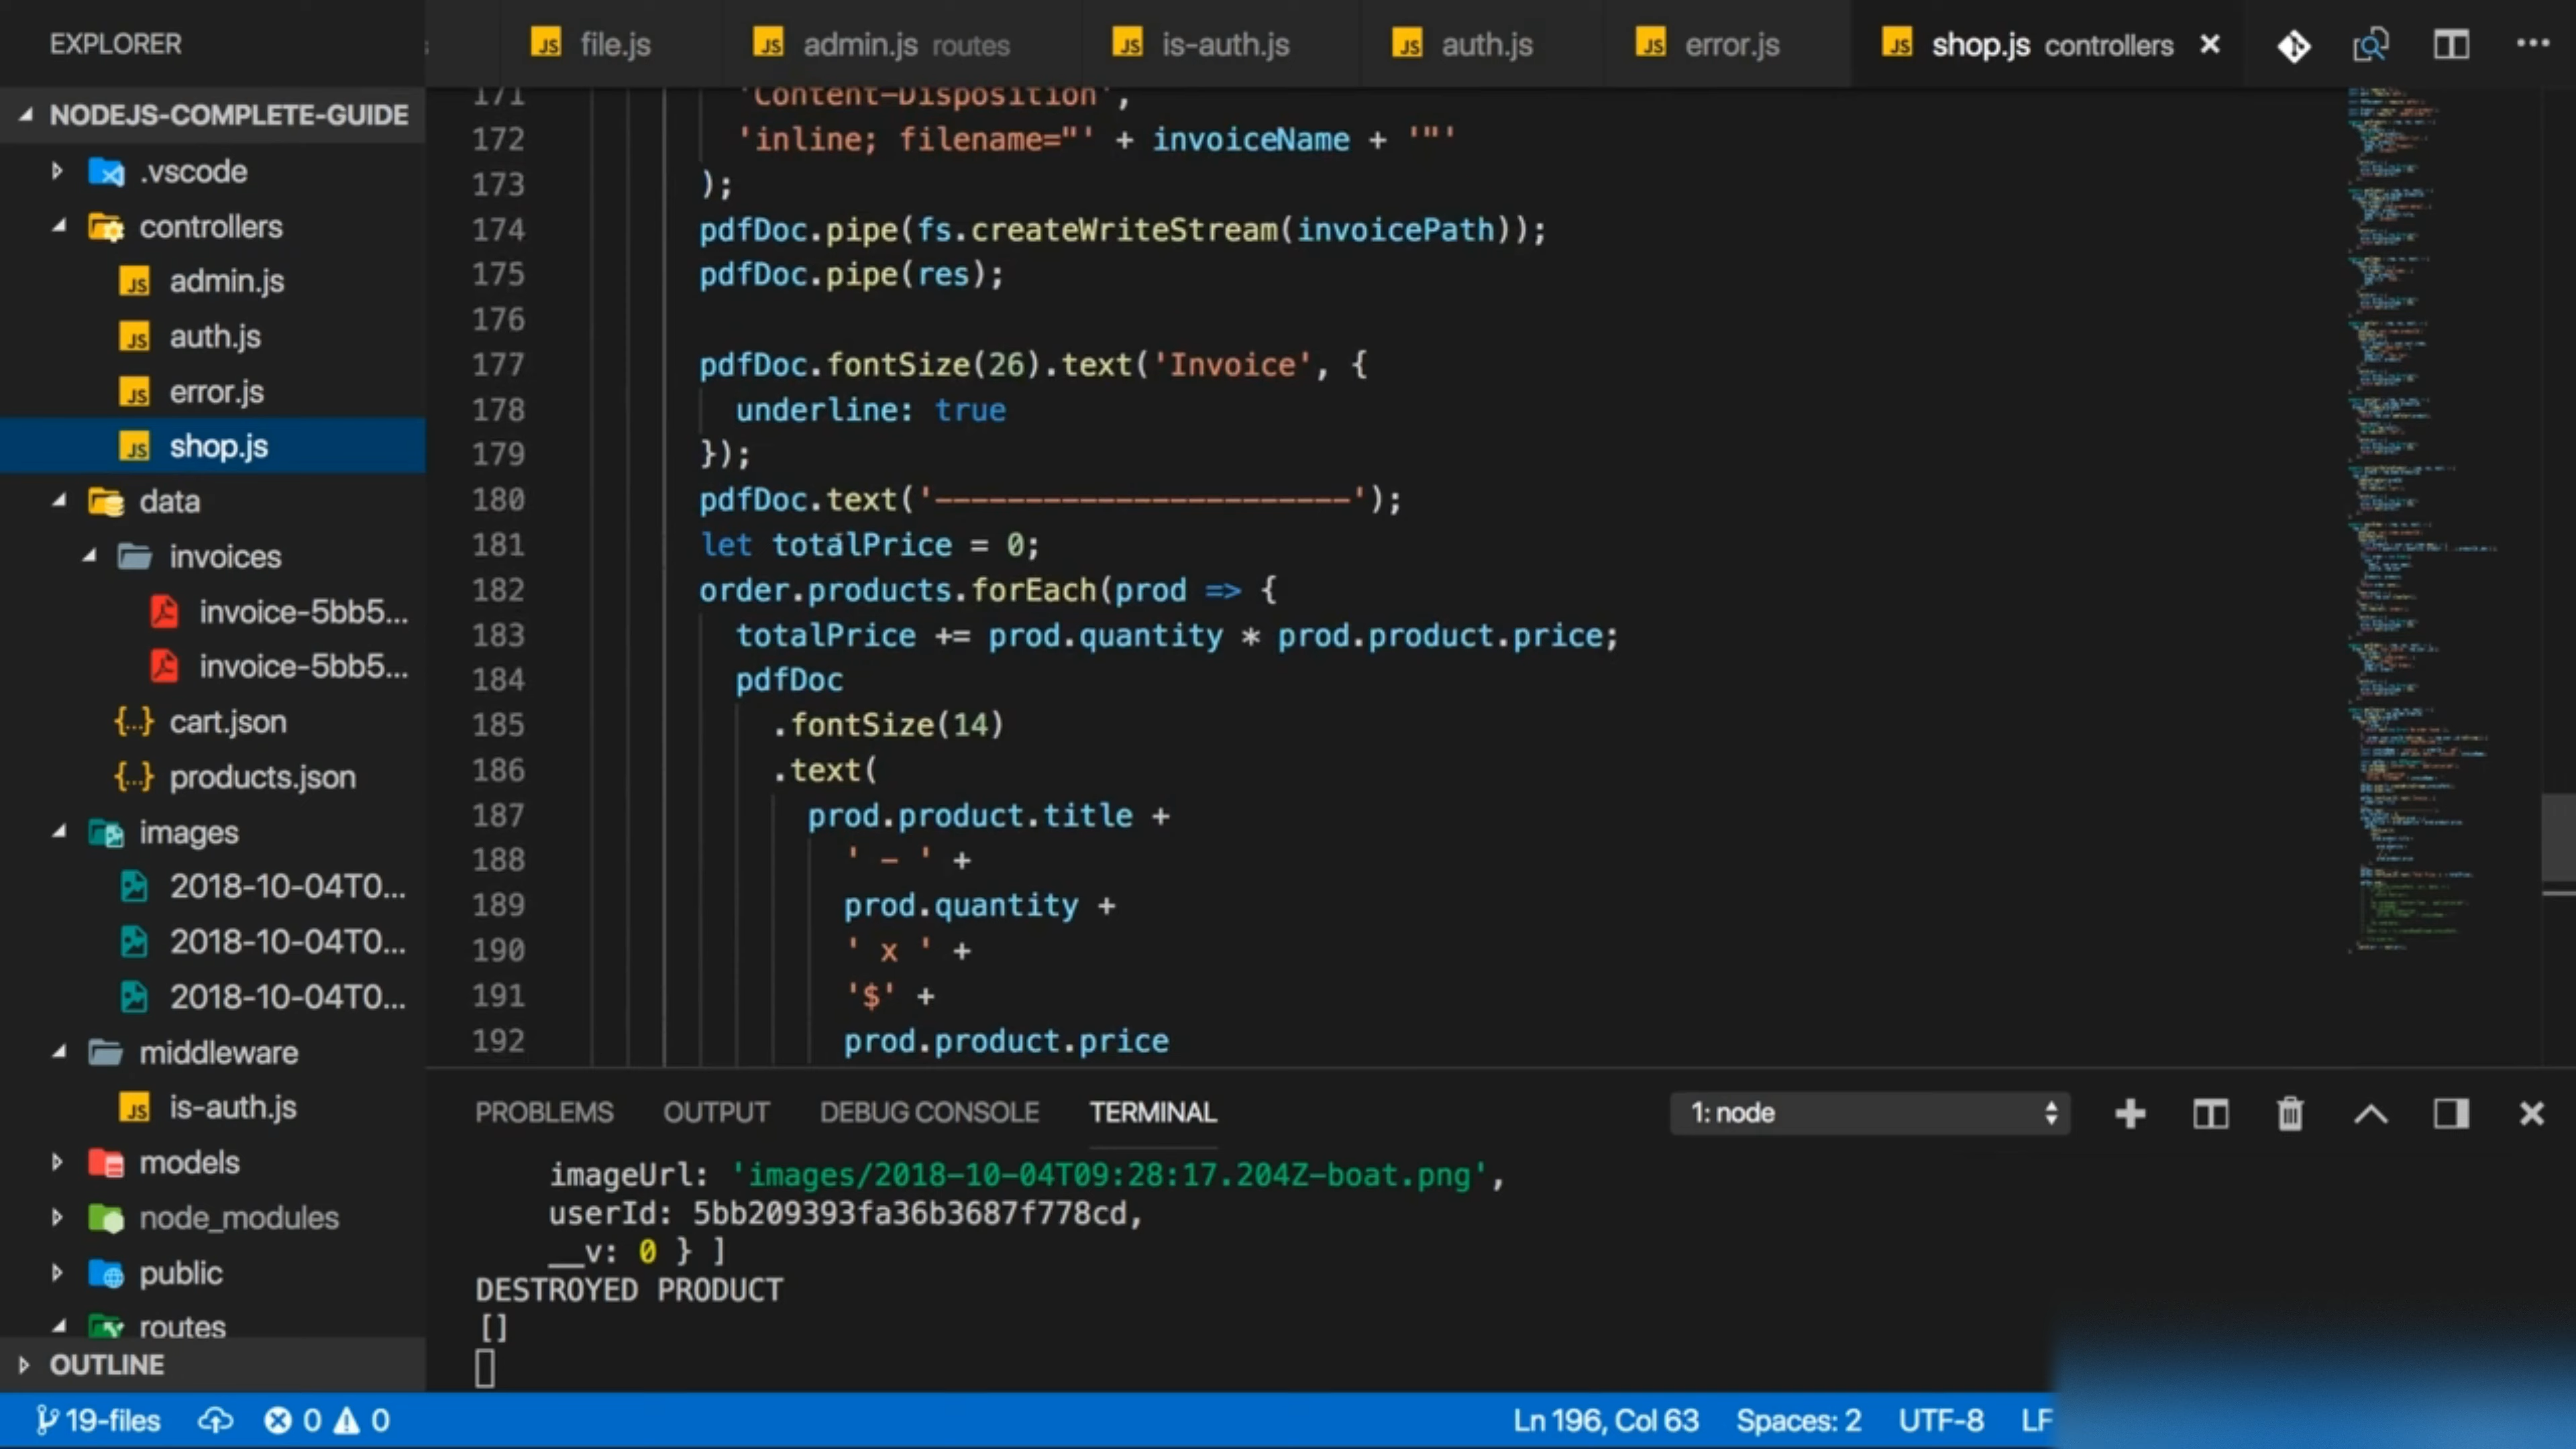 EXPLORER
NODEJS-COMPLETE-GUIDE
.vscode
controllers
admin.js
auth.js
error.js
shop.js
data
invoices
invoice-5bb5...
invoice-5bb5...
cart.json
products.json
images
2018-10-04T0...
2018-10-04T0...
2018-10-04T0...
middleware
is-auth.js
models
node_modules
public
routes
OUTLINE
file.js
admin.js routes
is-auth.js
auth.js
error.js
shop.js controllers
171 'Content-Disposition',
172 'inline; filename="' + invoiceName + '"'
173 );
174 pdfDoc.pipe(fs.createWriteStream(invoicePath));
175 pdfDoc.pipe(res);
176
177 pdfDoc.fontSize(26).text('Invoice', {
178 underline: true
179 });
180 pdfDoc.text('-----------------------');
181 let totalPrice = 0;
182 order.products.forEach(prod => {
183 totalPrice += prod.quantity * prod.product.price;
184 pdfDoc
185 .fontSize(14)
186 .text(
187 prod.product.title +
188 ' - ' +
189 prod.quantity +
190 ' x ' +
191 '$' +
192 prod.product.price
PROBLEMS OUTPUT DEBUG CONSOLE TERMINAL 1: node
imageUrl: 'images/2018-10-04T09:28:17.204Z-boat.png',
userId: 5bb209393fa36b3687f778cd,
__v: 0 } ]
DESTROYED PRODUCT
[]
19-files 0 0 Ln 196, Col 63 Spaces: 2 UTF-8 LF